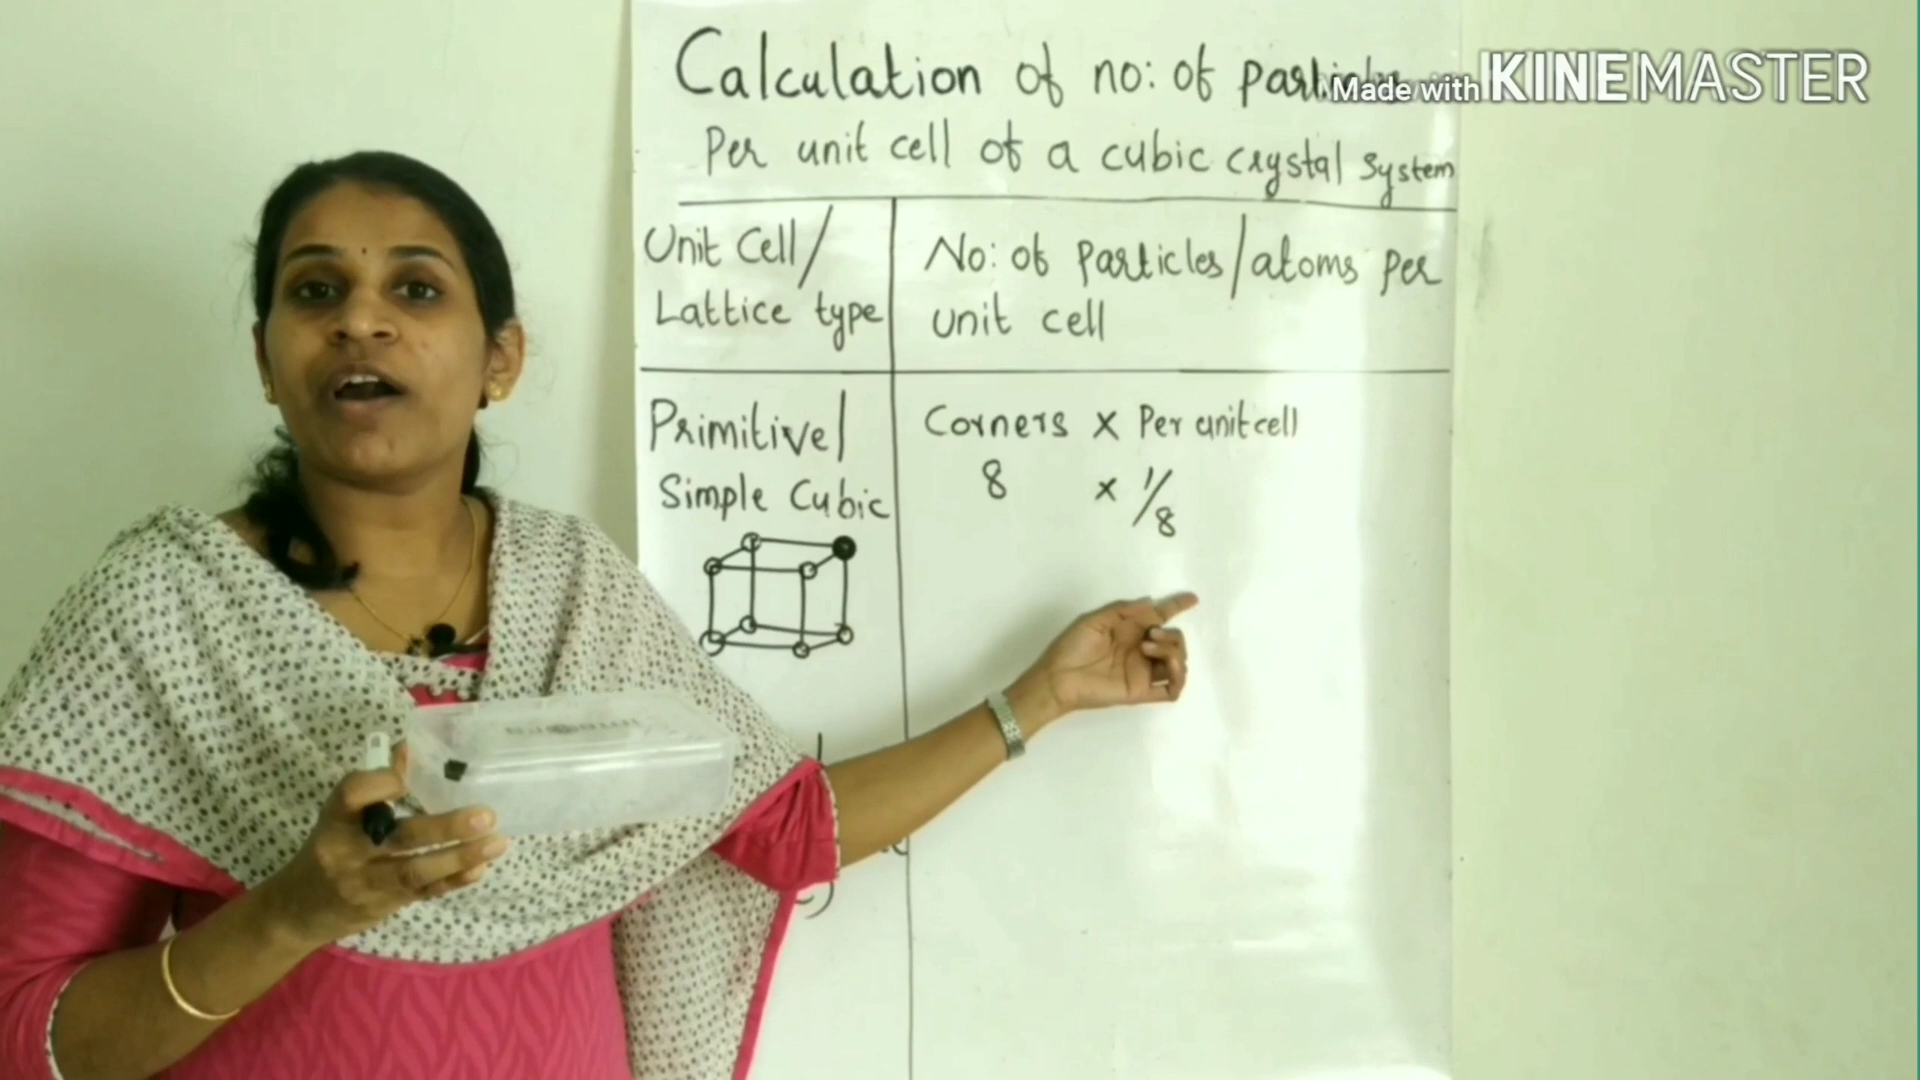 Calculation of no: of particles
Made with KINEMASTER
Per unit cell of a cubic crystal system
Unit Cell/
Lattice type
No: of Particles/atoms per
unit cell
Primitive/
Simple Cubic
Corners x Per unit cell
8 x 1/8